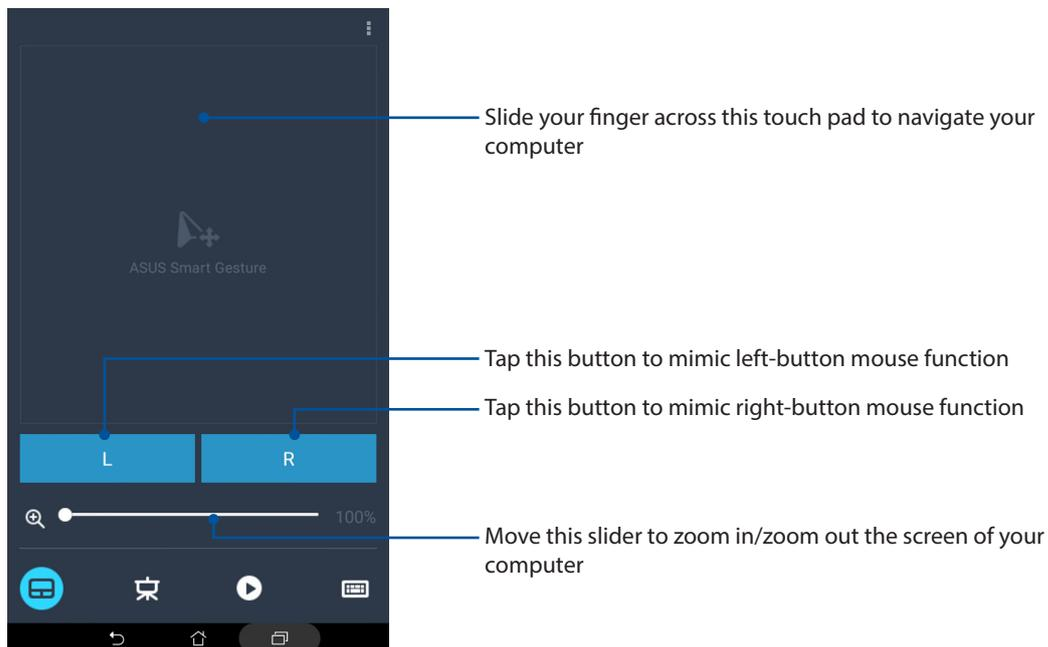 Slide your finger across this touch pad to navigate your
computer
ASUS Smart Gesture
Tap this button to mimic left-button mouse function
Tap this button to mimic right-button mouse function
L
R
100%
Move this slider to zoom in/zoom out the screen of your
computer